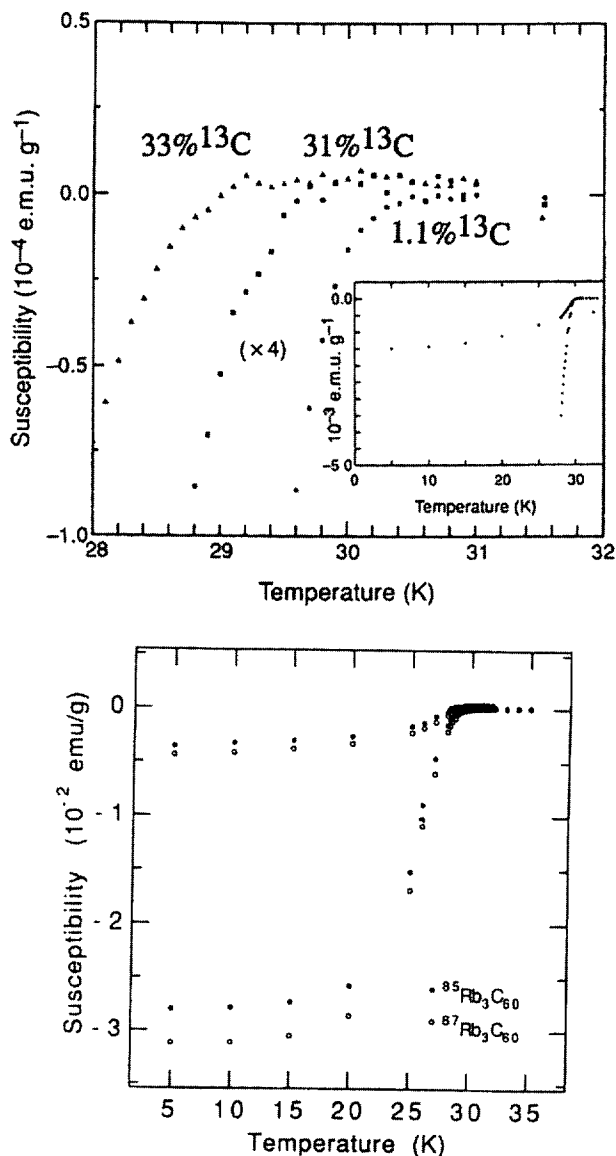 0.5
33%¹³C
31%¹³C
1.1%¹³C
0.0
-0.5
-1.0
(×4)
Susceptibility (10⁻⁴ e.m.u. g⁻¹)
0.0
-5 0
10⁻³ e.m.u. g⁻¹
0 10 20 30
Temperature (K)
28 29 30 31 32
Temperature (K)
0
- 1
- 2
- 3
Susceptibility (10⁻² emu/g)
⁸⁵Rb₃C₆₀
⁸⁷Rb₃C₆₀
5 10 15 20 25 30 35
Temperature (K)